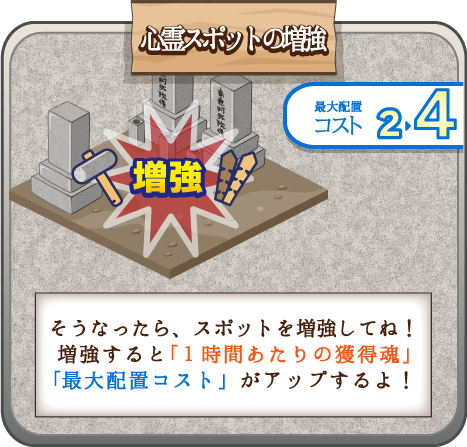 心霊スポットの増強
最大配置
コスト 2 4
増強
そうなったら、スポットを増強してね！
増強すると「１時間あたりの獲得魂」
「最大配置コスト」がアップするよ！